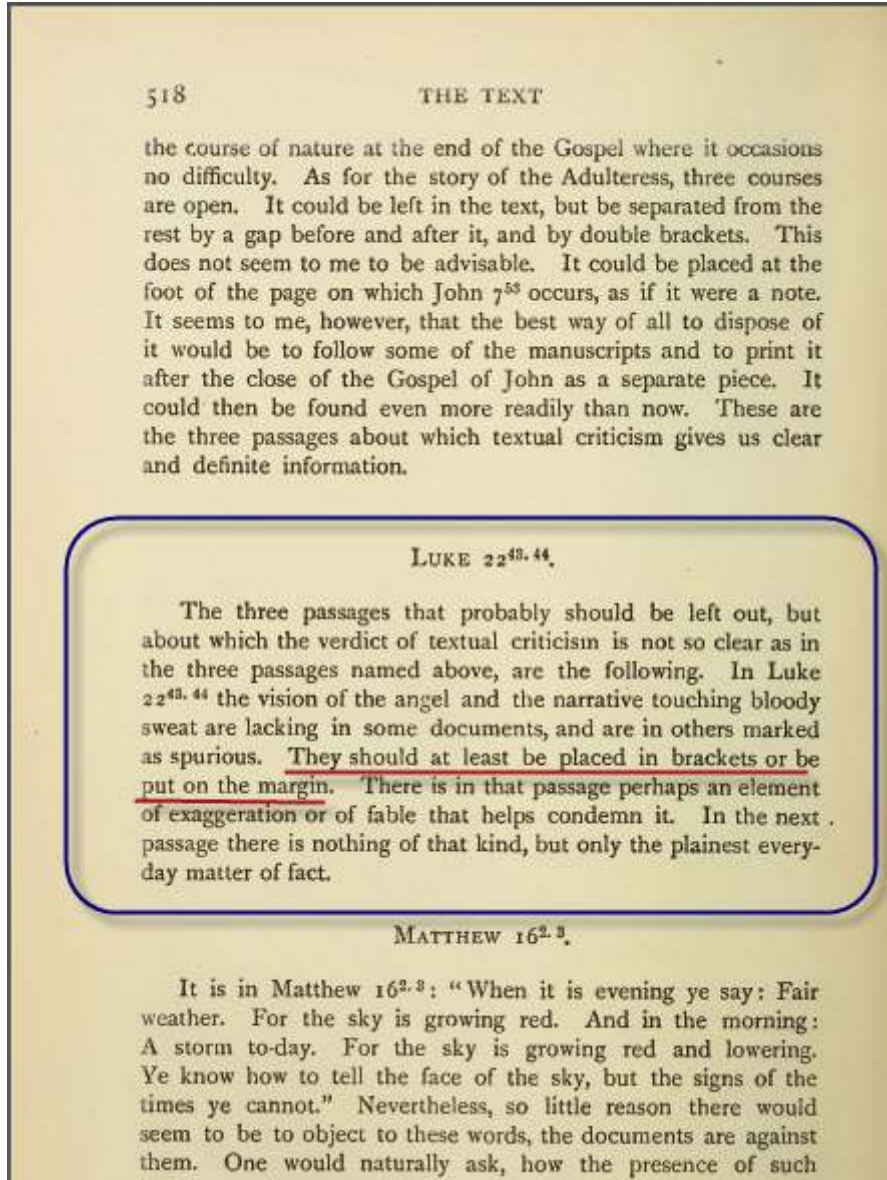 518 THE TEXT
the course of nature at the end of the Gospel where it occasions
no difficulty. As for the story of the Adulteress, three courses
are open. It could be left in the text, but be separated from the
rest by a gap before and after it, and by double brackets. This
does not seem to me to be advisable. It could be placed at the
foot of the page on which John 7⁵³ occurs, as if it were a note.
It seems to me, however, that the best way of all to dispose of
it would be to follow some of the manuscripts and to print it
after the close of the Gospel of John as a separate piece. It
could then be found even more readily than now. These are
the three passages about which textual criticism gives us clear
and definite information.
LUKE 22⁴³· ⁴⁴.
The three passages that probably should be left out, but
about which the verdict of textual criticism is not so clear as in
the three passages named above, are the following. In Luke
22⁴³· ⁴⁴ the vision of the angel and the narrative touching bloody
sweat are lacking in some documents, and are in others marked
as spurious. They should at least be placed in brackets or be
put on the margin. There is in that passage perhaps an element
of exaggeration or of fable that helps condemn it. In the next
passage there is nothing of that kind, but only the plainest every-
day matter of fact.
MATTHEW 16²· ³.
It is in Matthew 16²· ³: “When it is evening ye say: Fair
weather. For the sky is growing red. And in the morning:
A storm to-day. For the sky is growing red and lowering.
Ye know how to tell the face of the sky, but the signs of the
times ye cannot.” Nevertheless, so little reason there would
seem to be to object to these words, the documents are against
them. One would naturally ask, how the presence of such